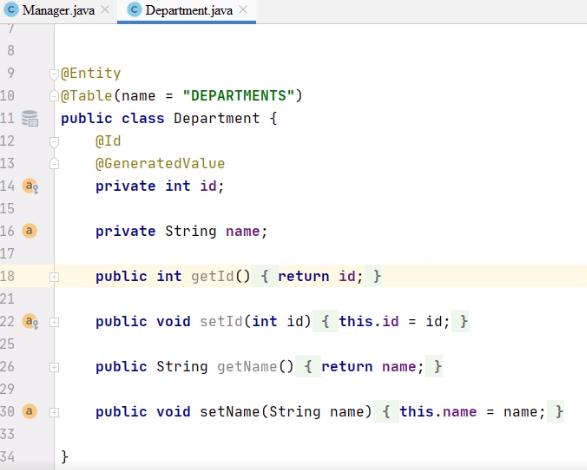 Manager.java Department.java
7
8
9 @Entity
10 @Table(name = "DEPARTMENTS")
11 public class Department {
12 @Id
13 @GeneratedValue
14 private int id;
15
16 private String name;
17
18 public int getId() { return id; }
21
22 public void setId(int id) { this.id = id; }
25
26 public String getName() { return name; }
29
30 public void setName(String name) { this.name = name; }
33
34 }